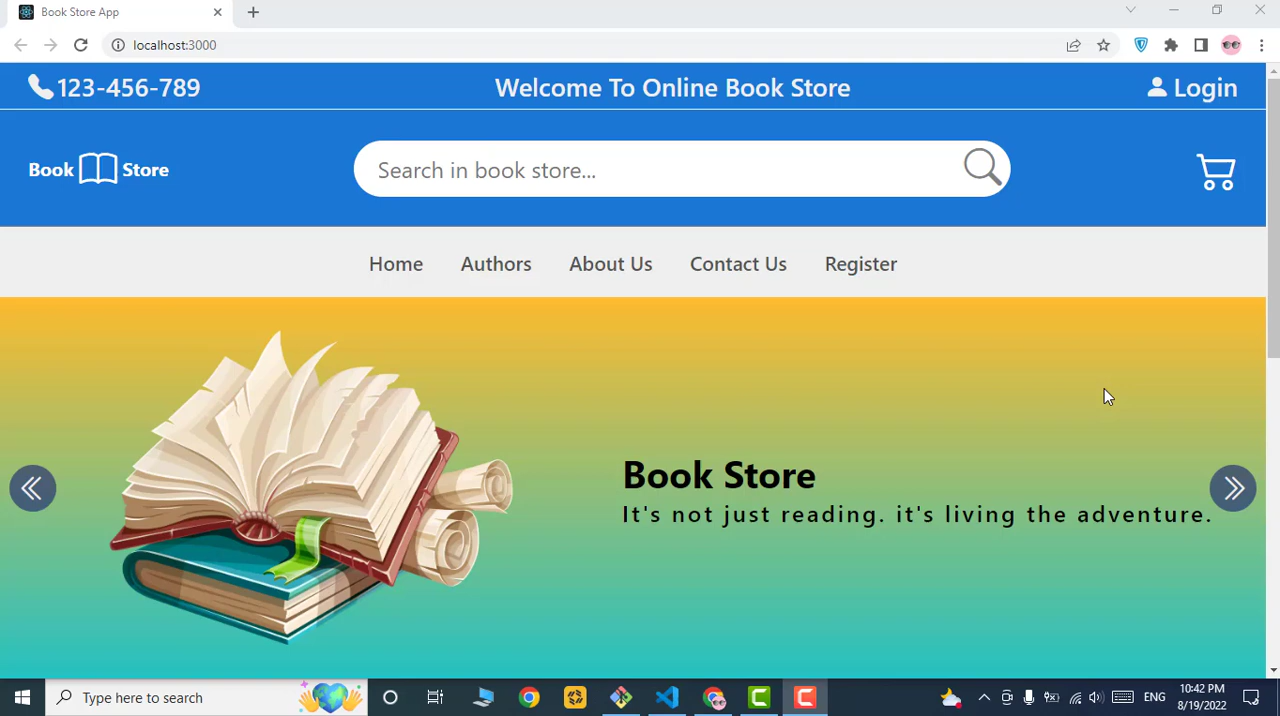 Book Store App
localhost:3000
123-456-789 Welcome To Online Book Store Login
Book Store Search in book store...
Home Authors About Us Contact Us Register
Book Store
It's not just reading. it's living the adventure.
Type here to search
ENG
10:42 PM
8/19/2022